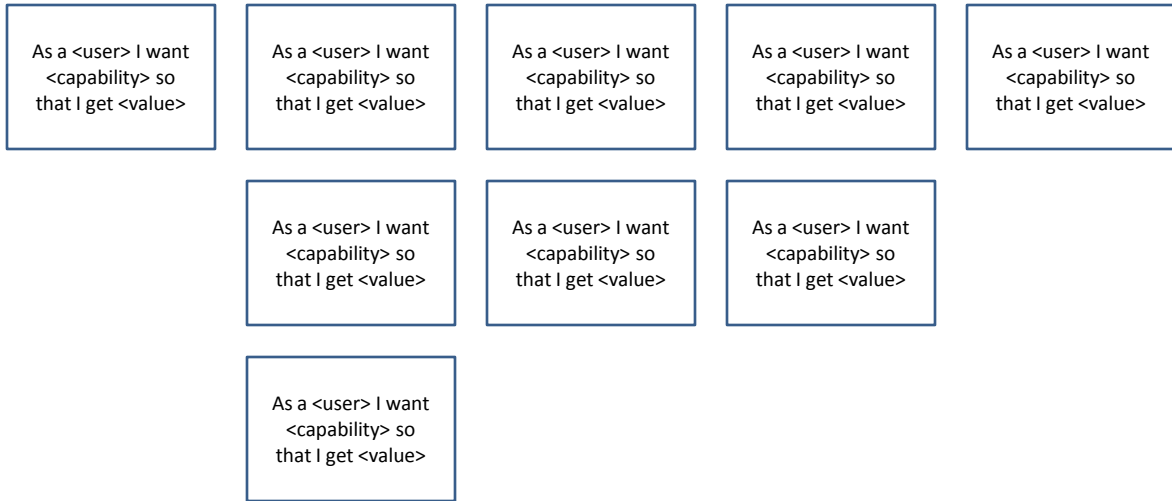 As a <user> I want
<capability> so
that I get <value>
As a <user> I want
<capability> so
that I get <value>
As a <user> I want
<capability> so
that I get <value>
As a <user> I want
<capability> so
that I get <value>
As a <user> I want
<capability> so
that I get <value>
As a <user> I want
<capability> so
that I get <value>
As a <user> I want
<capability> so
that I get <value>
As a <user> I want
<capability> so
that I get <value>
As a <user> I want
<capability> so
that I get <value>